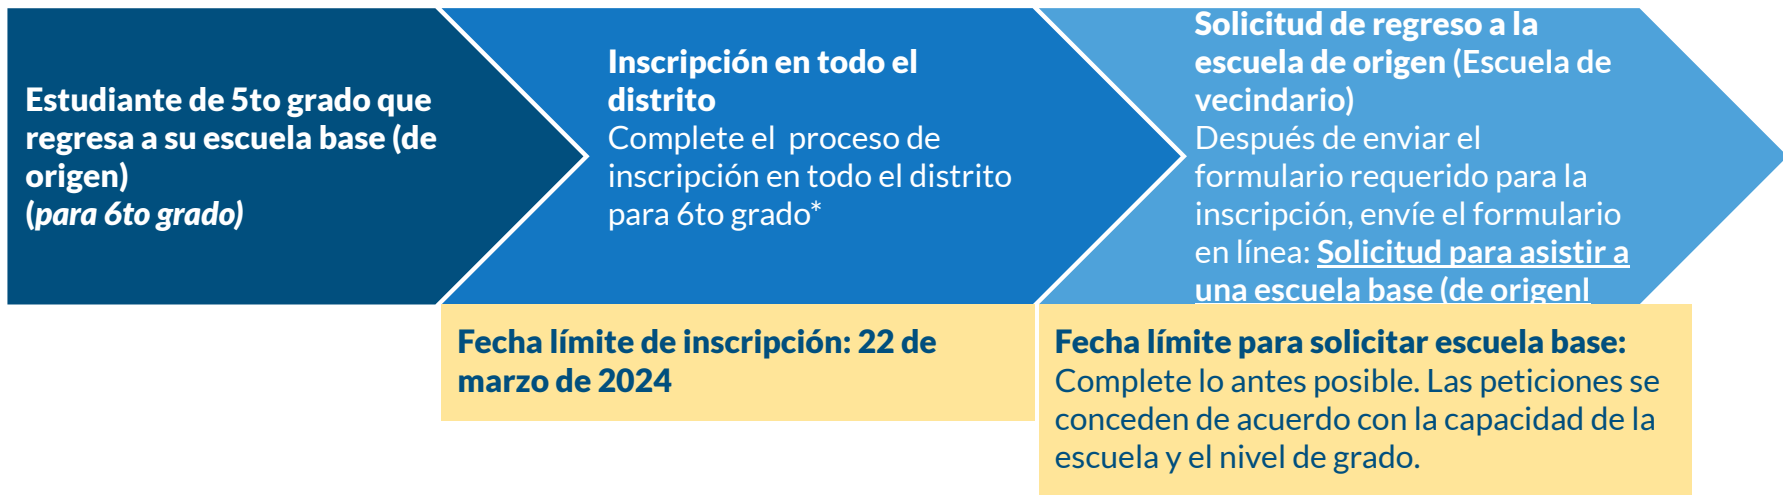 Estudiante de 5to grado que
regresa a su escuela base (de
origen)
(para 6to grado)
Inscripción en todo el
distrito
Complete el proceso de
inscripción en todo el distrito
para 6to grado*
Solicitud de regreso a la
escuela de origen (Escuela de
vecindario)
Después de enviar el
formulario requerido para la
inscripción, envíe el formulario
en línea: Solicitud para asistir a
una escuela base (de origenl
Fecha límite de inscripción: 22 de
marzo de 2024
Fecha límite para solicitar escuela base:
Complete lo antes posible. Las peticiones se
conceden de acuerdo con la capacidad de la
escuela y el nivel de grado.